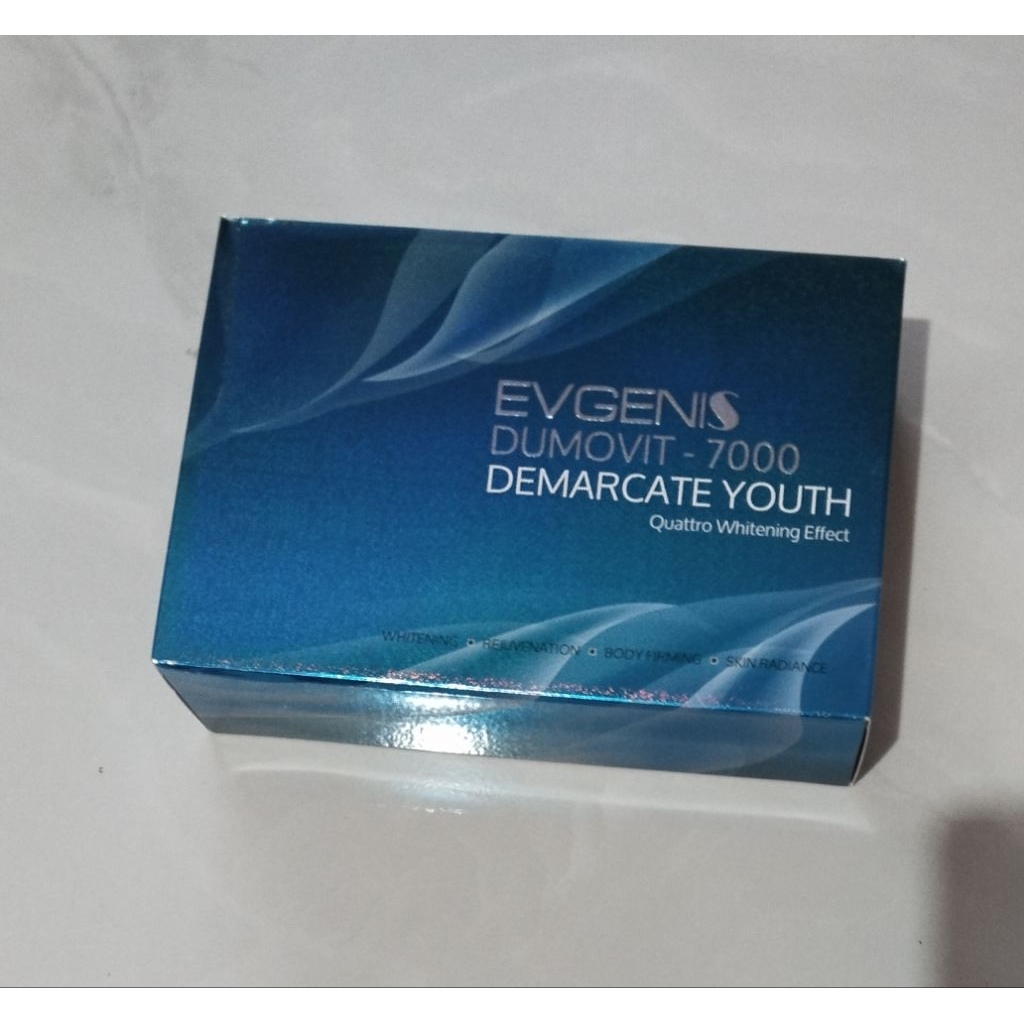 EVGENIS
DUMOVIT - 7000
DEMARCATE YOUTH
Quattro Whitening Effect
WHITENING • REJUVENATION • BODY FIRMING • SKIN RADIANCE